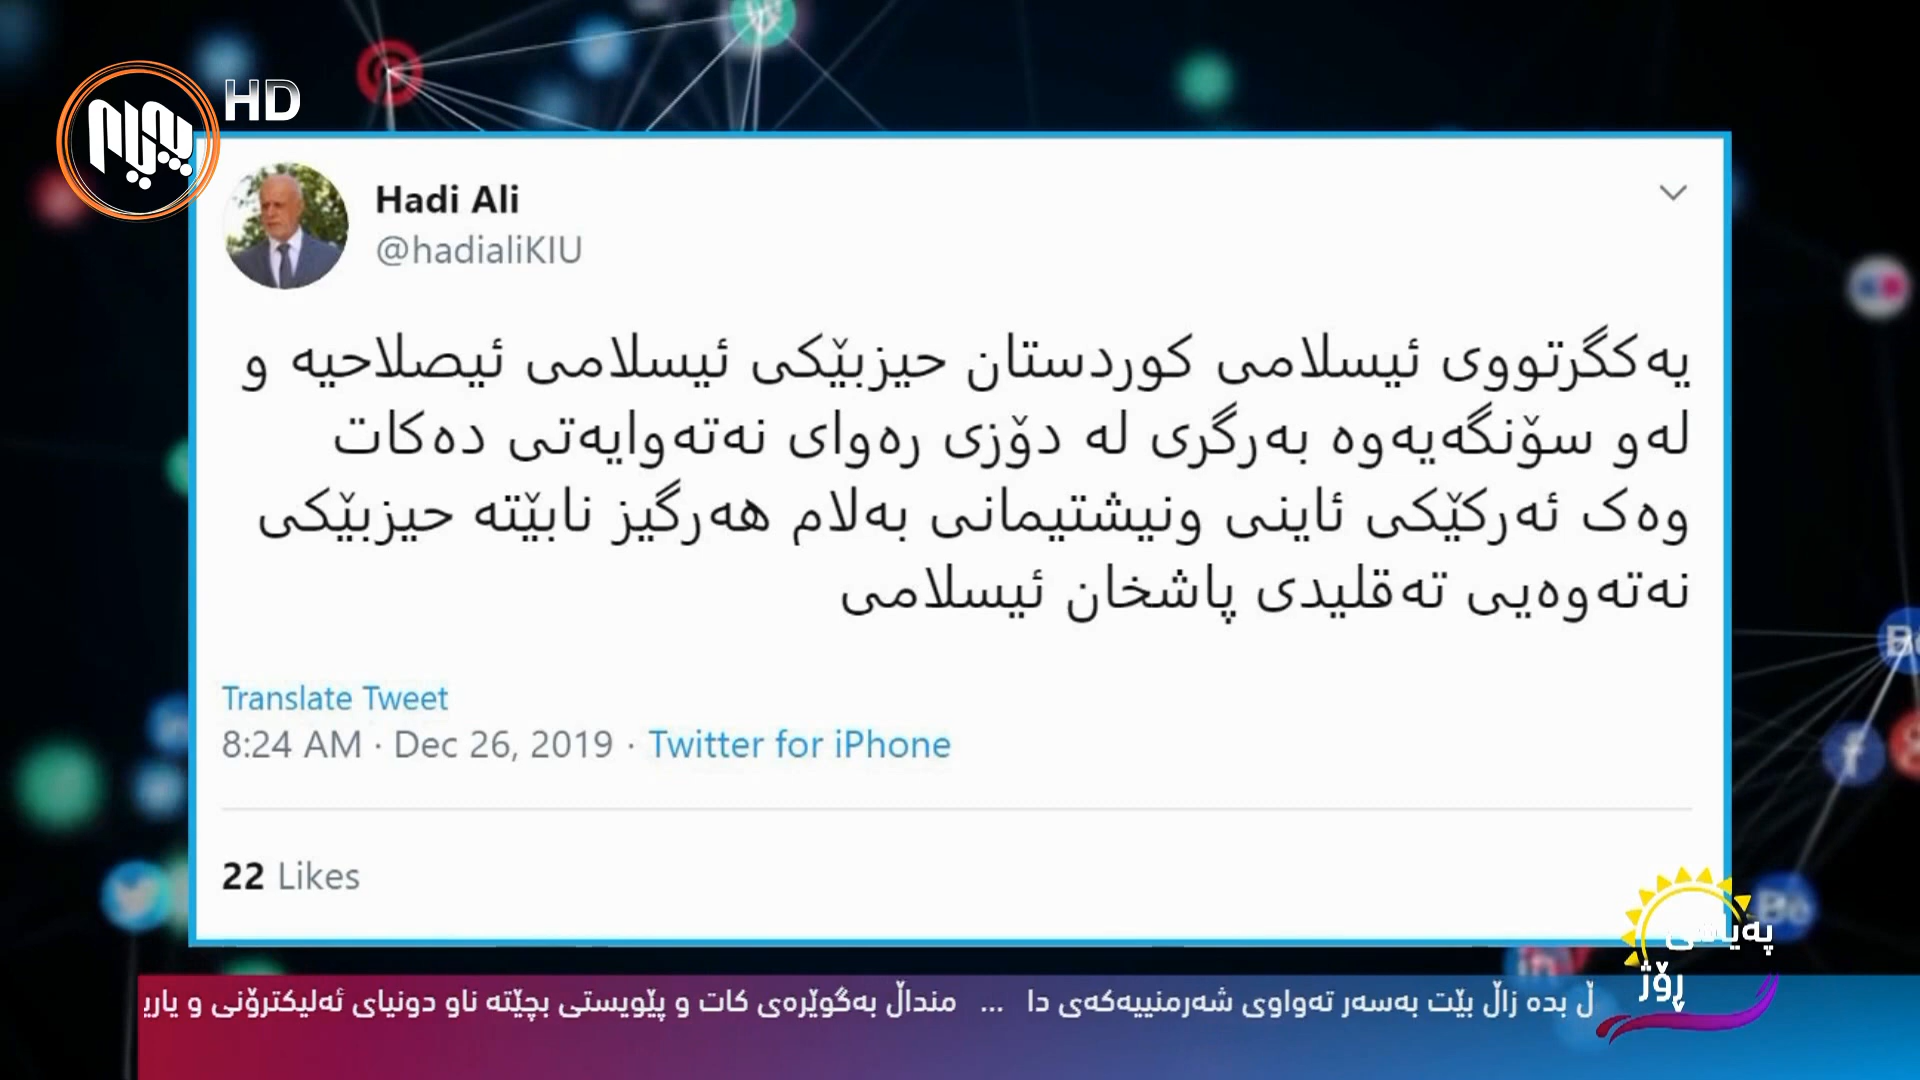 پەیام
HD
Hadi Ali
@hadialiKIU
یەکگرتووی ئیسلامی کوردستان حیزبێکی ئیسلامی ئیصلاحیە و
لەو سۆنگەیەوە بەرگری لە دۆزی رەوای نەتەوایەتی دەکات
وەک ئەرکێکی ئاینی ونیشتیمانی بەلام هەرگیز نابێتە حیزبێکی
نەتەوەیی تەقلیدی پاشخان ئیسلامی
Translate Tweet
8:24 AM · Dec 26, 2019 · Twitter for iPhone
22 Likes
پەیامی
ڕۆژ
ڵ بدە زاڵ بێت بەسەر تەواوی شەرمنییەکەی دا ... منداڵ بەگوێرەی کات و پێویستی بچێتە ناو دونیای ئەلیکترۆنی و یاری